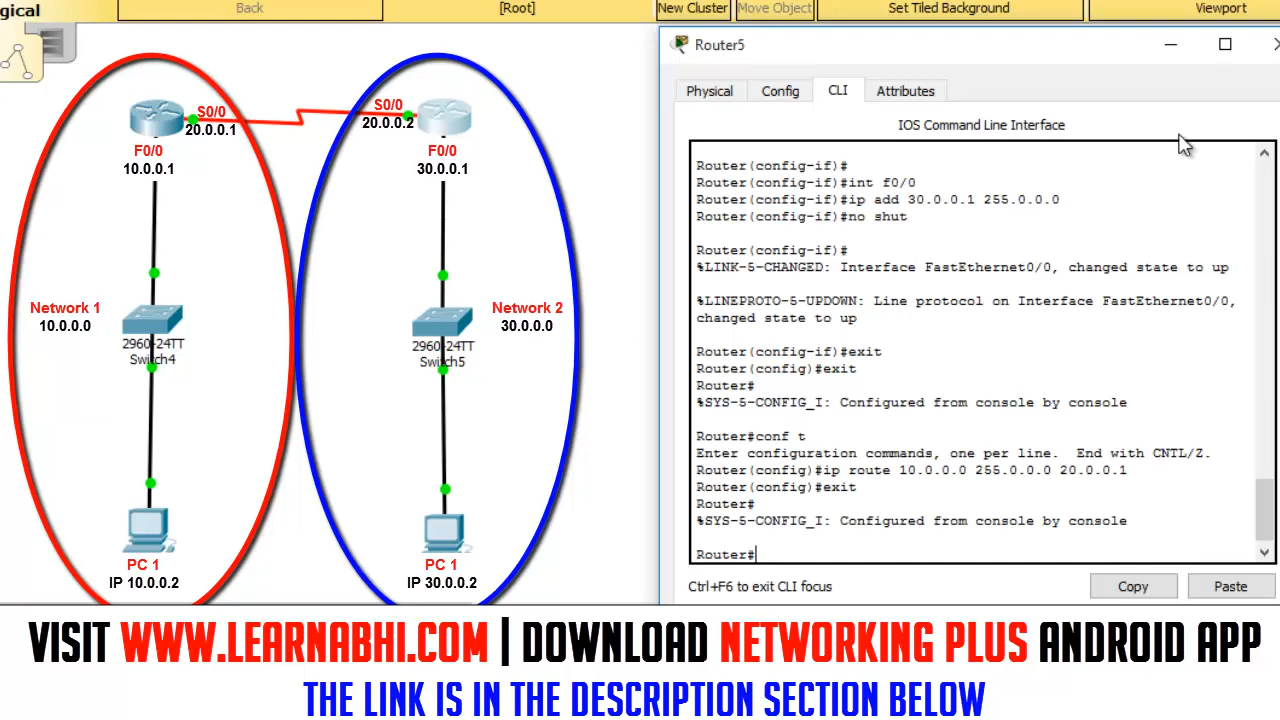 gical
Back
[Root]
New Cluster
Move Object
Set Tiled Background
Viewport
S0/0
20.0.0.1
S0/0
20.0.0.2
F0/0
10.0.0.1
F0/0
30.0.0.1
Network 1
10.0.0.0
2960-24TT
Switch4
Network 2
30.0.0.0
2960-24TT
Switch5
PC 1
IP 10.0.0.2
PC 1
IP 30.0.0.2
Router5
Physical
Config
CLI
Attributes
IOS Command Line Interface
Router(config-if)#
Router(config-if)#int f0/0
Router(config-if)#ip add 30.0.0.1 255.0.0.0
Router(config-if)#no shut
Router(config-if)#
%LINK-5-CHANGED: Interface FastEthernet0/0, changed state to up
%LINEPROTO-5-UPDOWN: Line protocol on Interface FastEthernet0/0,
changed state to up
Router(config-if)#exit
Router(config)#exit
Router#
%SYS-5-CONFIG_I: Configured from console by console
Router#conf t
Enter configuration commands, one per line. End with CNTL/Z.
Router(config)#ip route 10.0.0.0 255.0.0.0 20.0.0.1
Router(config)#exit
Router#
%SYS-5-CONFIG_I: Configured from console by console
Router#
Ctrl+F6 to exit CLI focus
Copy
Paste
VISIT WWW.LEARNABHI.COM | DOWNLOAD NETWORKING PLUS ANDROID APP
THE LINK IS IN THE DESCRIPTION SECTION BELOW